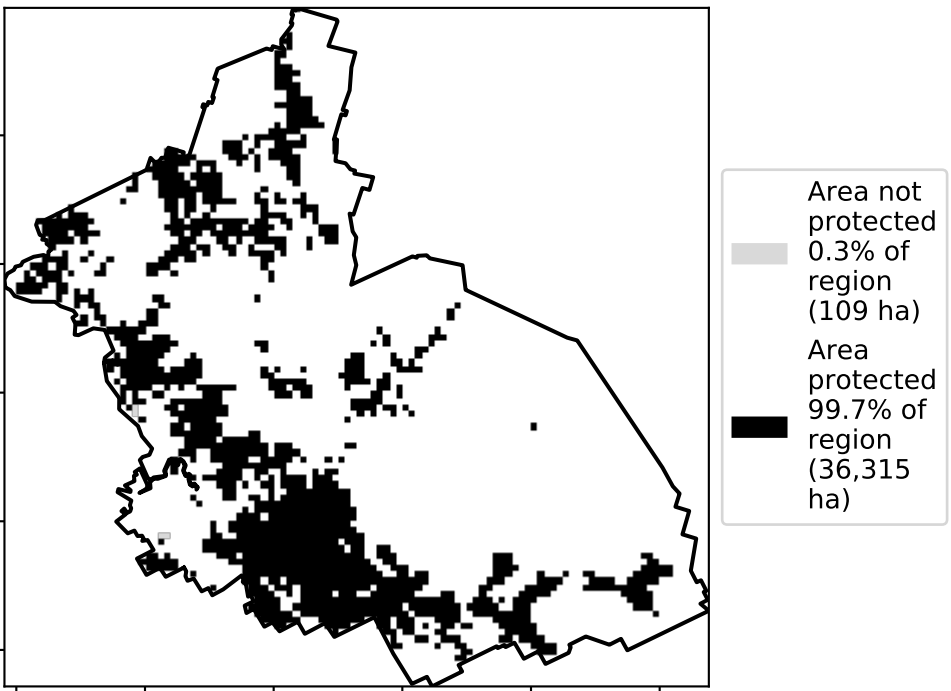 Area not
protected
0.3% of
region
(109 ha)
Area
protected
99.7% of
region
(36,315
ha)